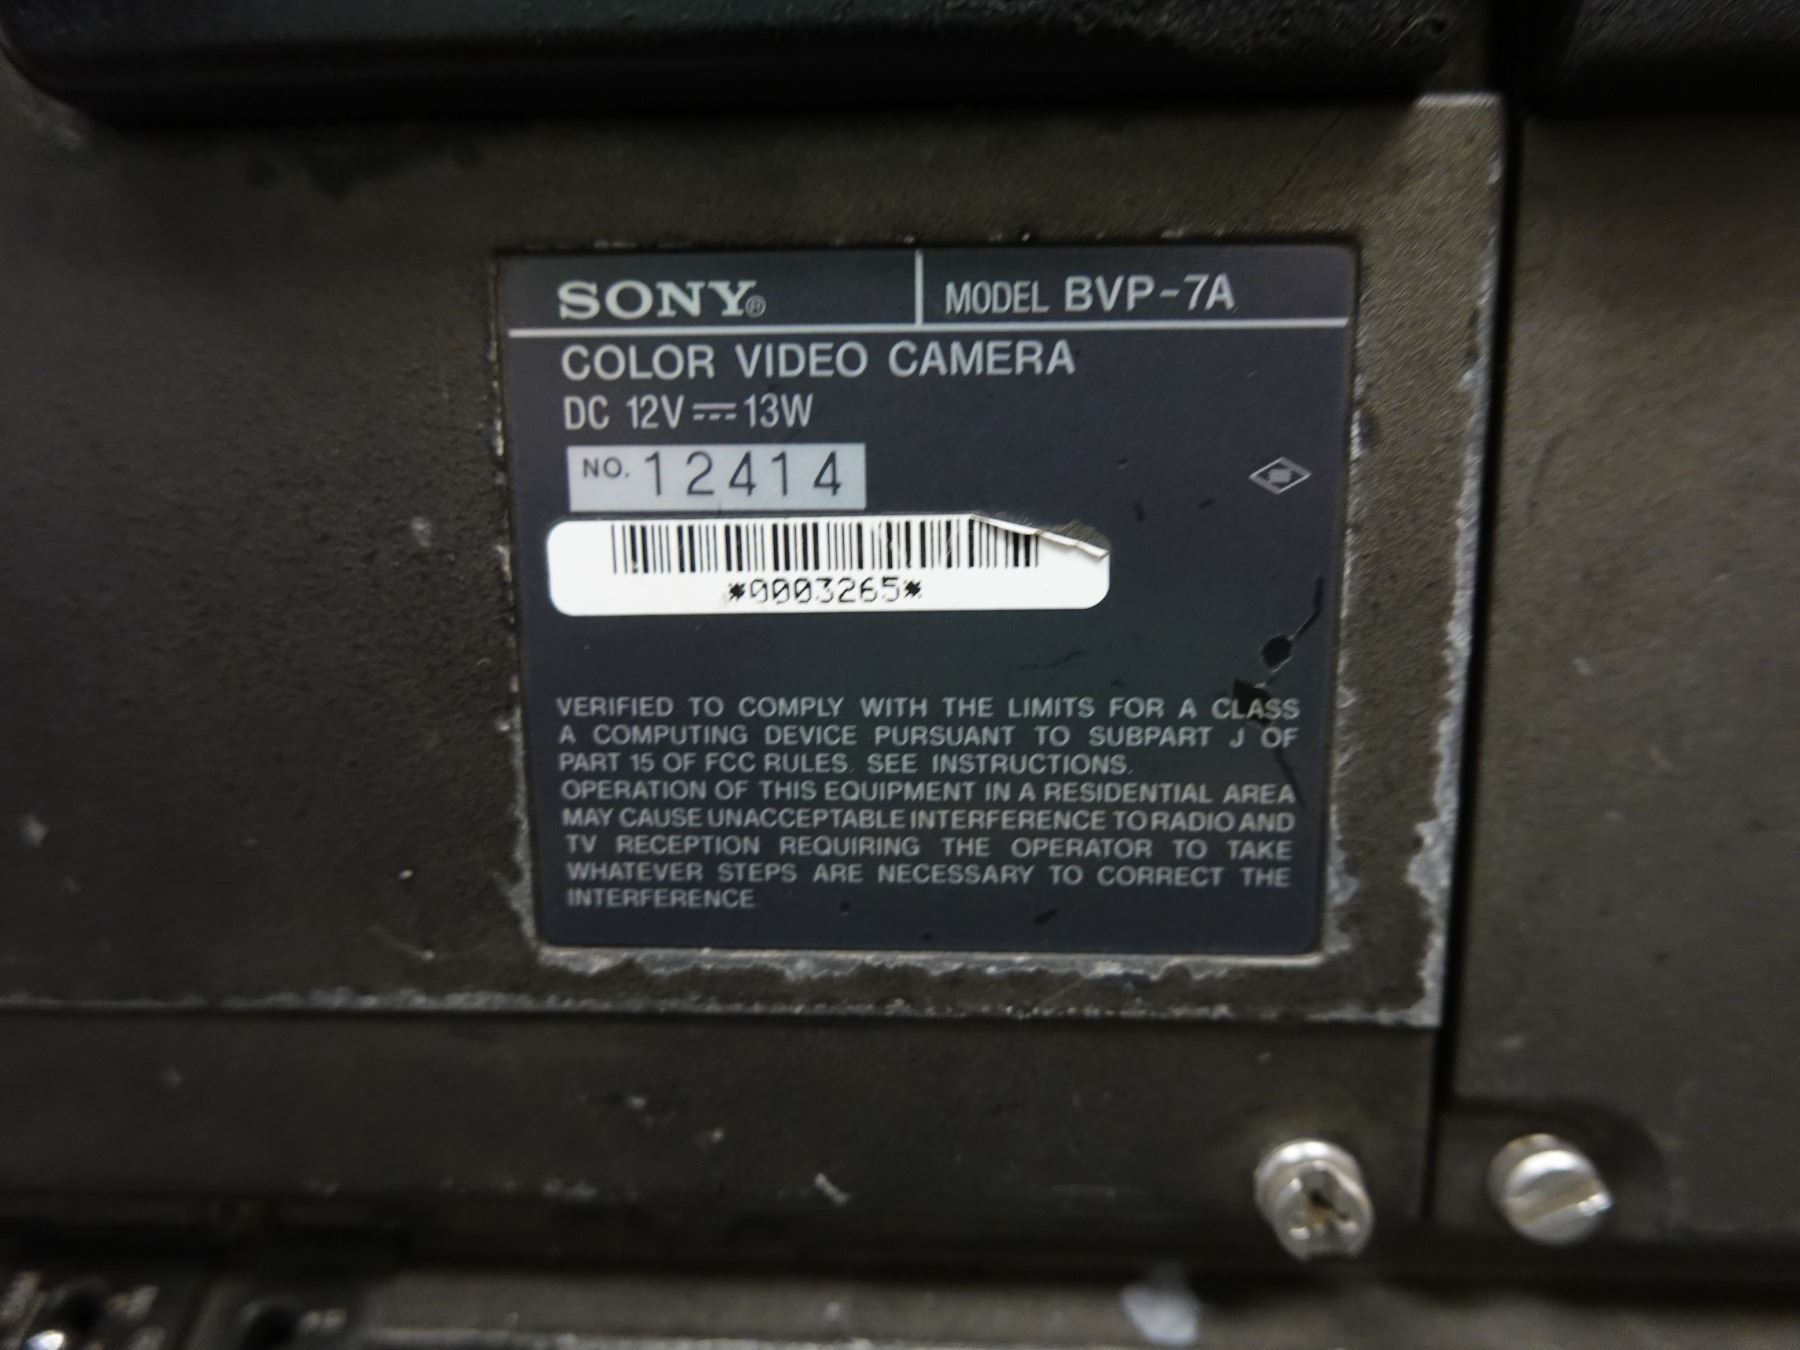 SONY® MODEL BVP-7A
COLOR VIDEO CAMERA
DC 12V ⎓ 13W
NO. 12414
*0003265*
VERIFIED TO COMPLY WITH THE LIMITS FOR A CLASS
A COMPUTING DEVICE PURSUANT TO SUBPART J OF
PART 15 OF FCC RULES. SEE INSTRUCTIONS.
OPERATION OF THIS EQUIPMENT IN A RESIDENTIAL AREA
MAY CAUSE UNACCEPTABLE INTERFERENCE TO RADIO AND
TV RECEPTION REQUIRING THE OPERATOR TO TAKE
WHATEVER STEPS ARE NECESSARY TO CORRECT THE
INTERFERENCE.